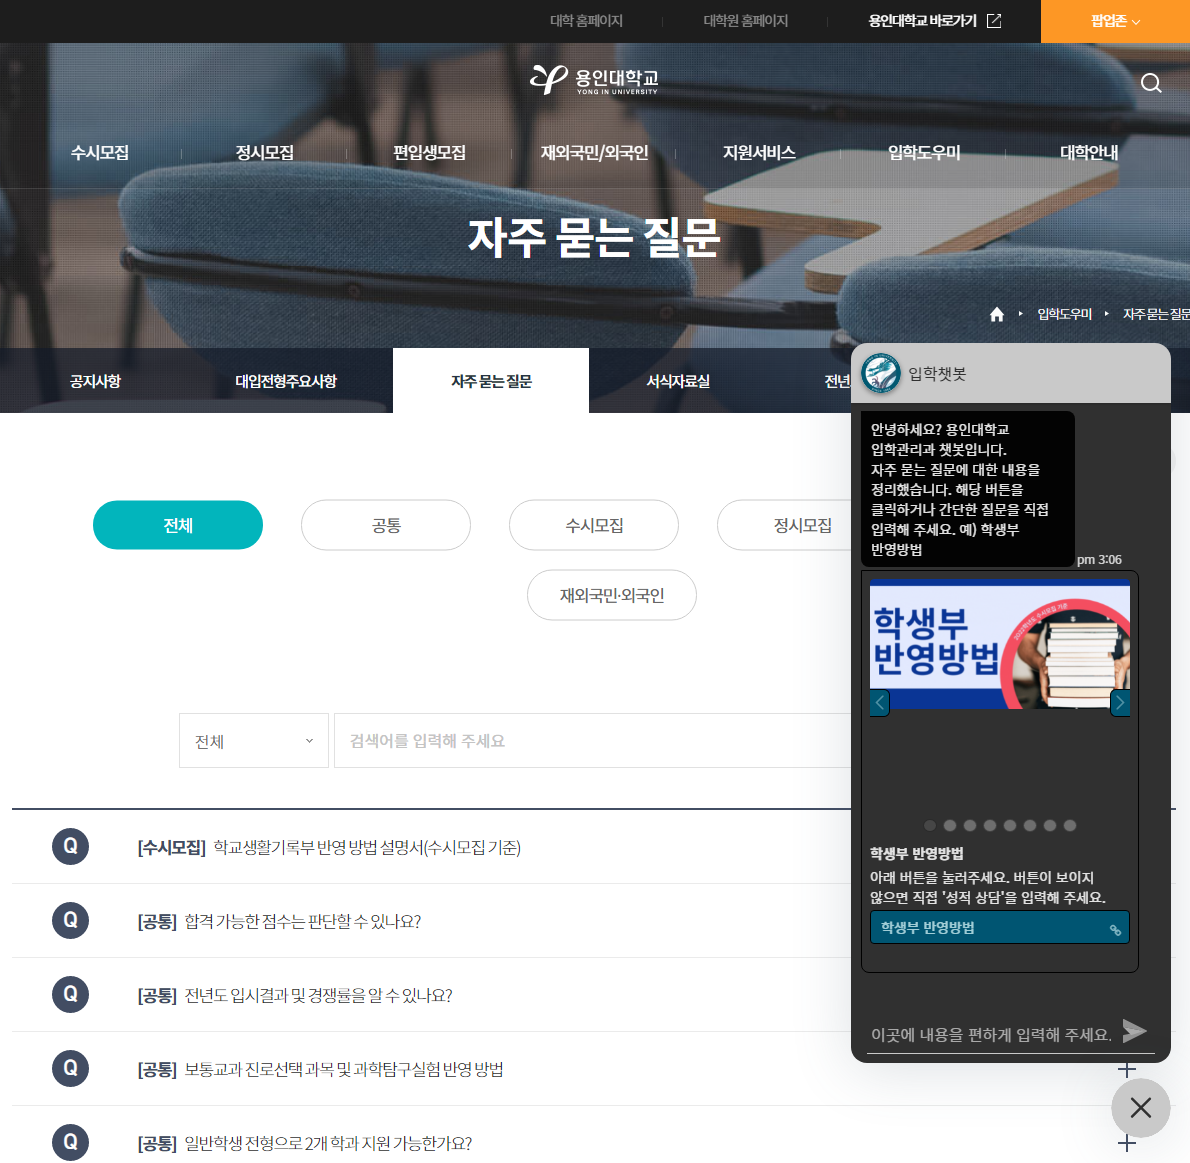 대학 홈페이지
대학원 홈페이지
용인대학교 바로가기
팝업존
용인대학교
YONG IN UNIVERSITY
수시모집
정시모집
편입생모집
재외국민/외국인
지원서비스
입학도우미
대학안내
자주 묻는 질문
입학도우미
자주 묻는 질문
공지사항
대입전형주요사항
자주 묻는 질문
서식자료실
전년
전체
공통
수시모집
정시모집
재외국민·외국인
전체
검색어를 입력해 주세요
Q [수시모집] 학교생활기록부 반영 방법 설명서(수시모집 기준)
Q [공통] 합격 가능한 점수는 판단할 수 있나요?
Q [공통] 전년도 입시결과 및 경쟁률을 알 수 있나요?
Q [공통] 보통교과 진로선택 과목 및 과학탐구실험 반영 방법
Q [공통] 일반학생 전형으로 2개 학과 지원 가능한가요?
입학챗봇
안녕하세요? 용인대학교
입학관리과 챗봇입니다.
자주 묻는 질문에 대한 내용을
정리했습니다. 해당 버튼을
클릭하거나 간단한 질문을 직접
입력해 주세요. 예) 학생부
반영방법
pm 3:06
학생부
반영방법
학생부 반영방법
아래 버튼을 눌러주세요. 버튼이 보이지
않으면 직접 '성적 상담'을 입력해 주세요.
학생부 반영방법
이곳에 내용을 편하게 입력해 주세요.